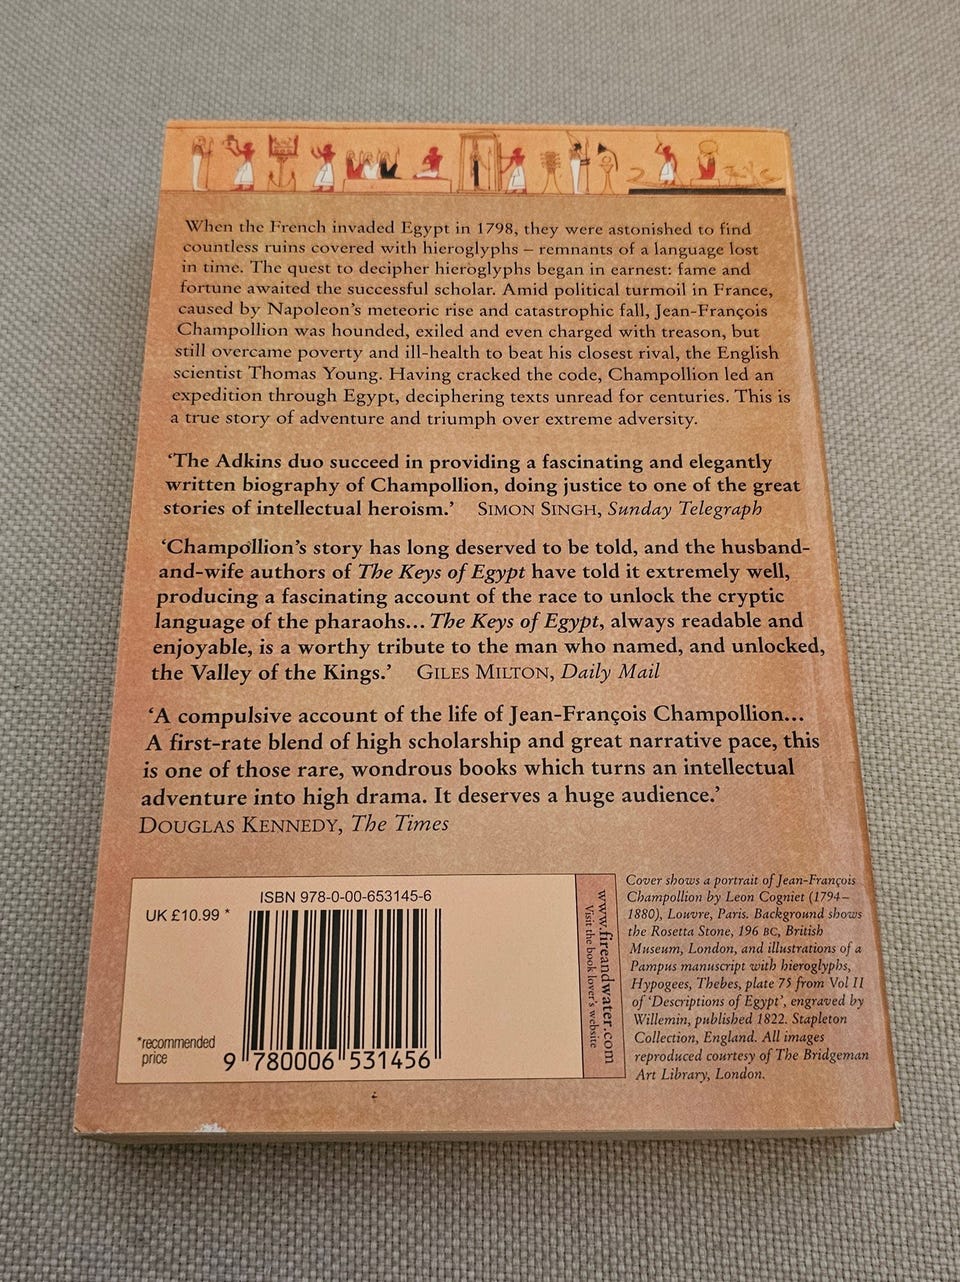 When the French invaded Egypt in 1798, they were astonished to find
countless ruins covered with hieroglyphs – remnants of a language lost
in time. The quest to decipher hieroglyphs began in earnest: fame and
fortune awaited the successful scholar. Amid political turmoil in France,
caused by Napoleon's meteoric rise and catastrophic fall, Jean-François
Champollion was hounded, exiled and even charged with treason, but
still overcame poverty and ill-health to beat his closest rival, the English
scientist Thomas Young. Having cracked the code, Champollion led an
expedition through Egypt, deciphering texts unread for centuries. This is
a true story of adventure and triumph over extreme adversity.
‘The Adkins duo succeed in providing a fascinating and elegantly
written biography of Champollion, doing justice to one of the great
stories of intellectual heroism.’ SIMON SINGH, Sunday Telegraph
‘Champollion’s story has long deserved to be told, and the husband-
and-wife authors of The Keys of Egypt have told it extremely well,
producing a fascinating account of the race to unlock the cryptic
language of the pharaohs... The Keys of Egypt, always readable and
enjoyable, is a worthy tribute to the man who named, and unlocked,
the Valley of the Kings.’ GILES MILTON, Daily Mail
‘A compulsive account of the life of Jean-François Champollion...
A first-rate blend of high scholarship and great narrative pace, this
is one of those rare, wondrous books which turns an intellectual
adventure into high drama. It deserves a huge audience.’
DOUGLAS KENNEDY, The Times
ISBN 978-0-00-653145-6
UK £10.99 *
*recommended
price
9 780006 531456
www.fireandwater.com
Visit the book lover's website
Cover shows a portrait of Jean-François
Champollion by Leon Cogniet (1794–
1880), Louvre, Paris. Background shows
the Rosetta Stone, 196 BC, British
Museum, London, and illustrations of a
Pampus manuscript with hieroglyphs,
Hypogees, Thebes, plate 75 from Vol II
of ‘Descriptions of Egypt’, engraved by
Willemin, published 1822. Stapleton
Collection, England. All images
reproduced courtesy of The Bridgeman
Art Library, London.